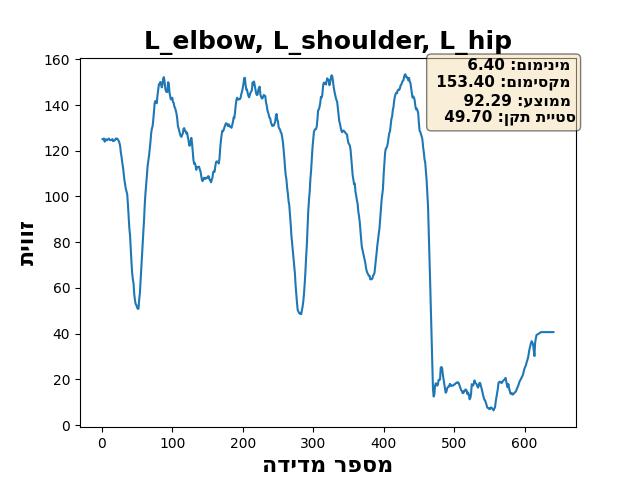 L_elbow, L_shoulder, L_hip
מינימום: 6.40
מקסימום: 153.40
ממוצע: 92.29
סטיית תקן: 49.70
זווית
160
140
120
100
80
60
40
20
0
0 100 200 300 400 500 600
מספר מדידה